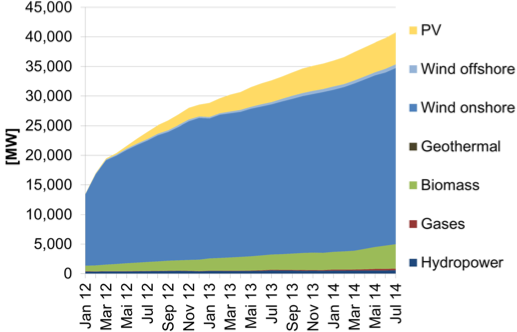 45,000
40,000
35,000
30,000
25,000
20,000
15,000
10,000
5,000
0
[MW]
Jan 12
Mrz 12
Mai 12
Jul 12
Sep 12
Nov 12
Jan 13
Mrz 13
Mai 13
Jul 13
Sep 13
Nov 13
Jan 14
Mrz 14
Mai 14
Jul 14
PV
Wind offshore
Wind onshore
Geothermal
Biomass
Gases
Hydropower